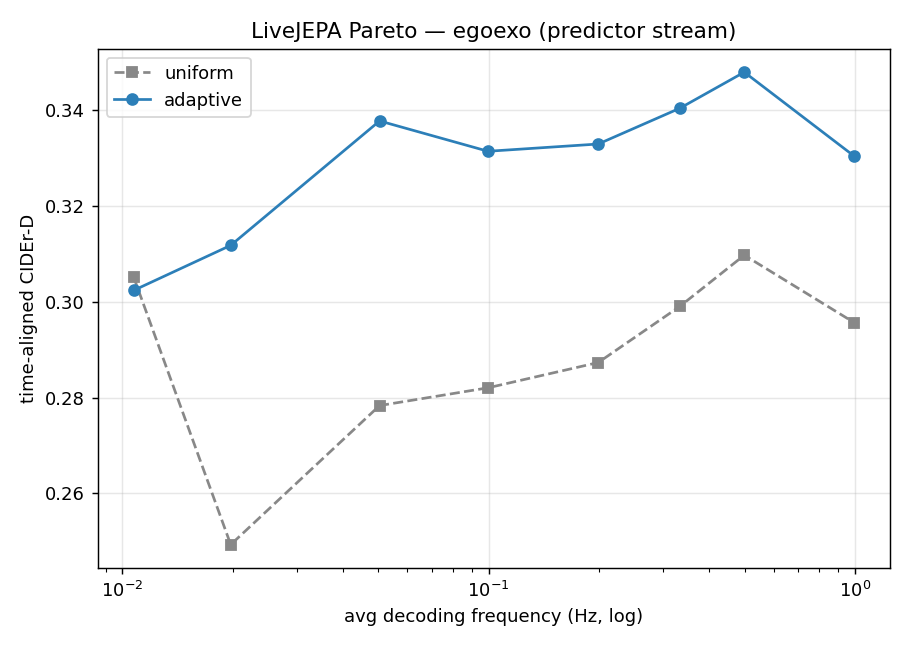 LiveJEPA Pareto — egoexo (predictor stream)
uniform
adaptive
time-aligned CIDEr-D
0.34
0.32
0.30
0.28
0.26
10⁻² 10⁻¹ 10⁰
avg decoding frequency (Hz, log)